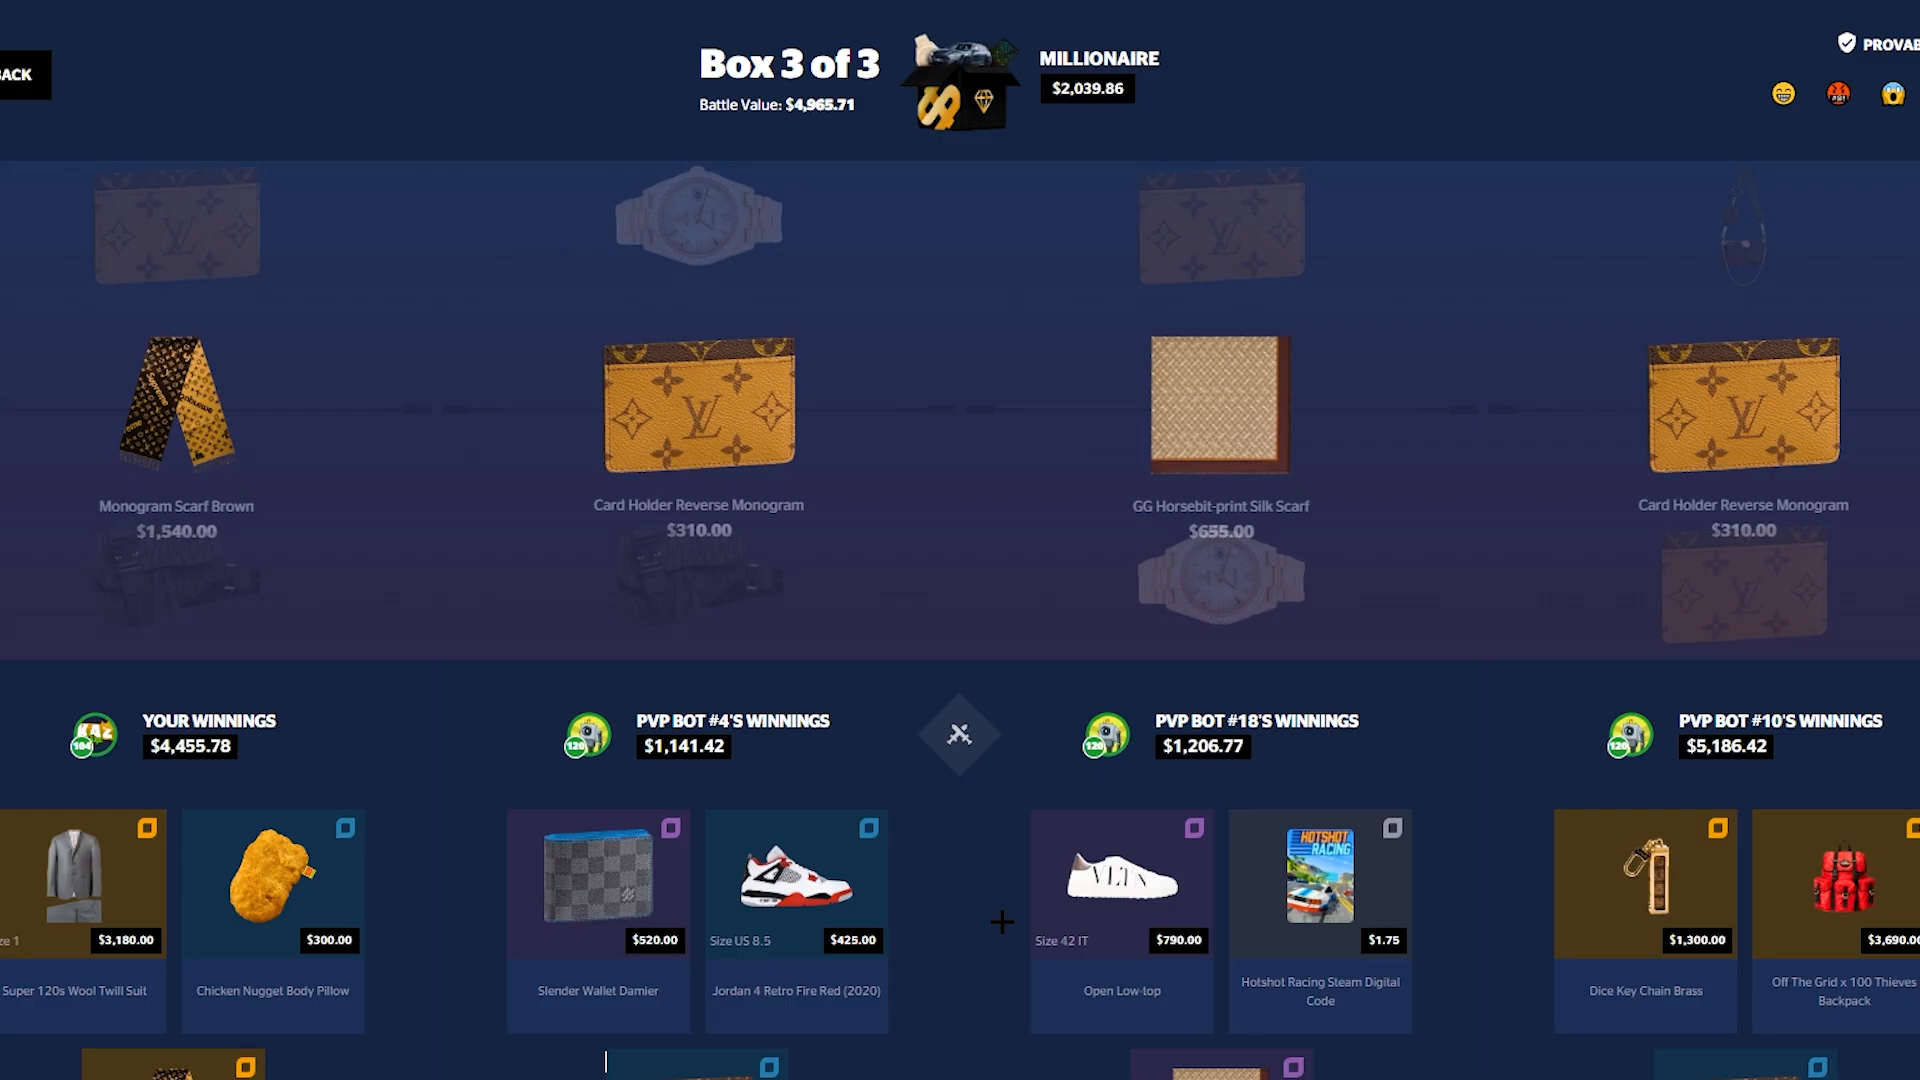 BACK
Box 3 of 3
Battle Value: $4,965.71
MILLIONAIRE
$2,039.86
PROVAB
Monogram Scarf Brown
$1,540.00
Card Holder Reverse Monogram
$310.00
GG Horsebit-print Silk Scarf
$655.00
Card Holder Reverse Monogram
$310.00
104
YOUR WINNINGS
$4,455.78
120
PVP BOT #4'S WINNINGS
$1,141.42
120
PVP BOT #18'S WINNINGS
$1,206.77
120
PVP BOT #10'S WINNINGS
$5,186.42
ze 1
$3,180.00
Super 120s Wool Twill Suit
$300.00
Chicken Nugget Body Pillow
$520.00
Slender Wallet Damier
Size US 8.5
$425.00
Jordan 4 Retro Fire Red (2020)
VLTN
Size 42 IT
$790.00
Open Low-top
HOTSHOT
RACING
$1.75
Hotshot Racing Steam Digital
Code
$1,300.00
Dice Key Chain Brass
$3,690.00
Off The Grid x 100 Thieves
Backpack